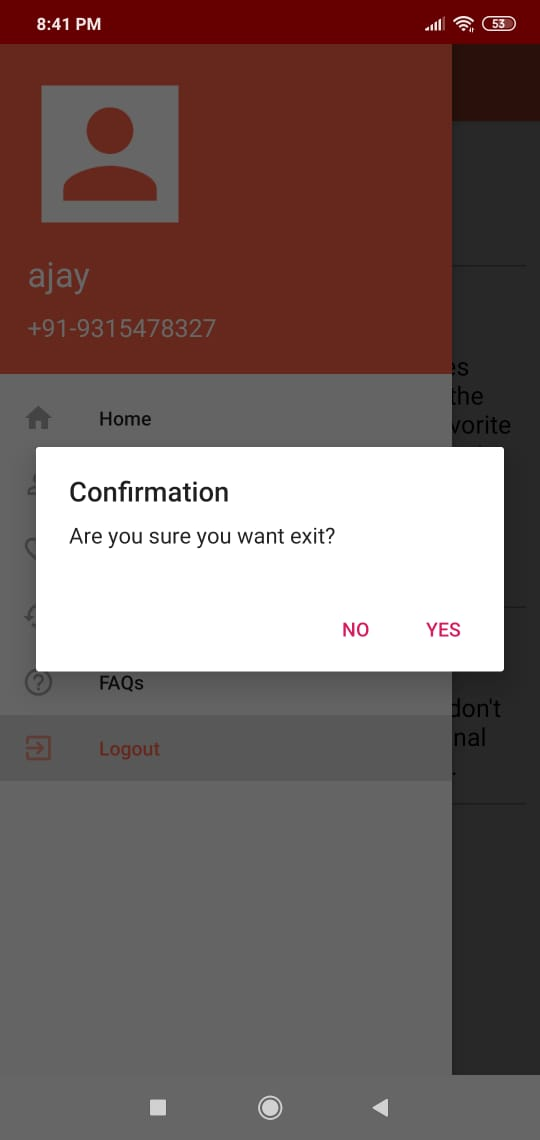 8:41 PM
53
ajay
+91-9315478327
es
the
vorite
Home
Confirmation
Are you sure you want exit?
NO
YES
FAQs
don't
nal
Logout